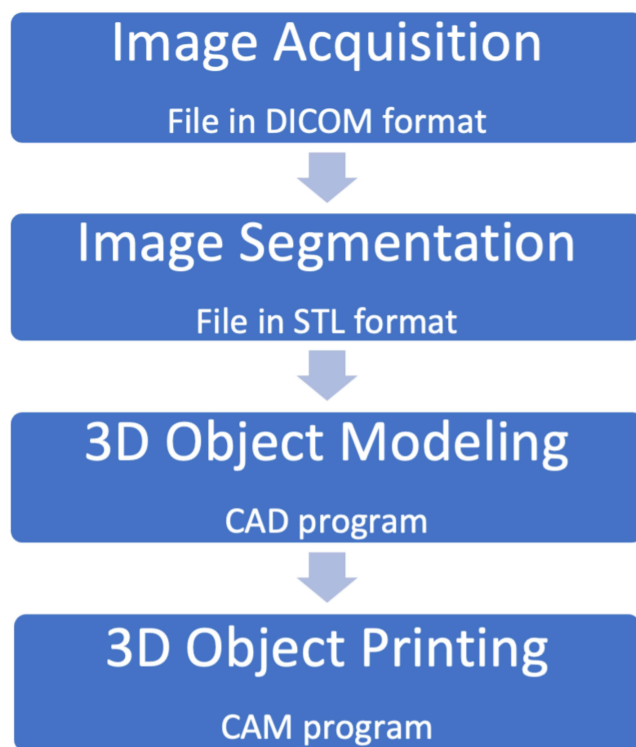 Image Acquisition
File in DICOM format
Image Segmentation
File in STL format
3D Object Modeling
CAD program
3D Object Printing
CAM program